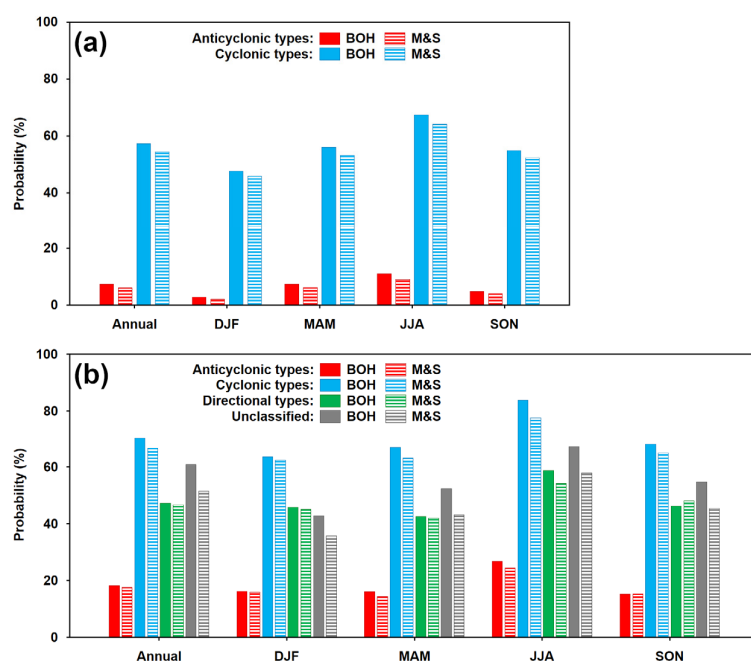 100
(a)
Anticyclonic types: BOH M&S
Cyclonic types: BOH M&S
80
60
40
20
0
Probability (%)
Annual DJF MAM JJA SON
100
(b)
Anticyclonic types: BOH M&S
Cyclonic types: BOH M&S
Directional types: BOH M&S
Unclassified: BOH M&S
80
60
40
20
0
Probability (%)
Annual DJF MAM JJA SON